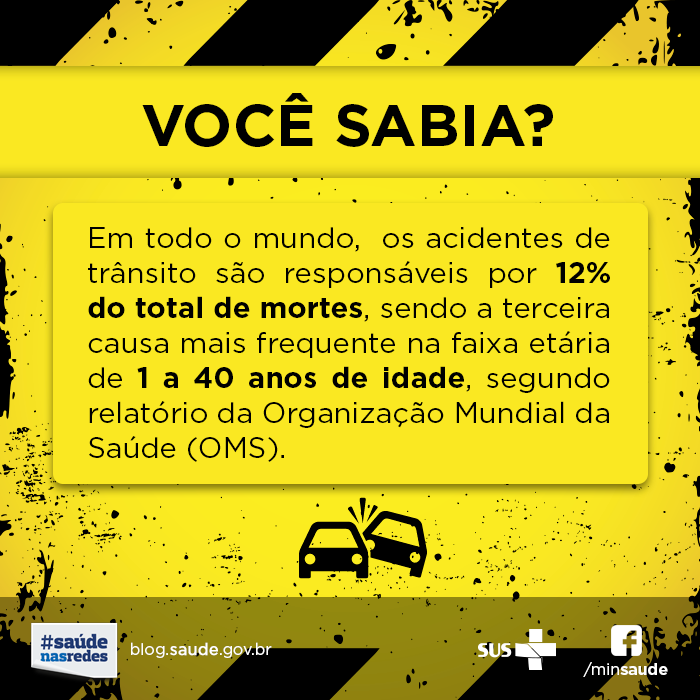 VOCÊ SABIA?
Em todo o mundo, os acidentes de
trânsito são responsáveis por 12%
do total de mortes, sendo a terceira
causa mais frequente na faixa etária
de 1 a 40 anos de idade, segundo
relatório da Organização Mundial da
Saúde (OMS).
#saúde
nasredes
blog.saude.gov.br
SUS
f
/minsaude